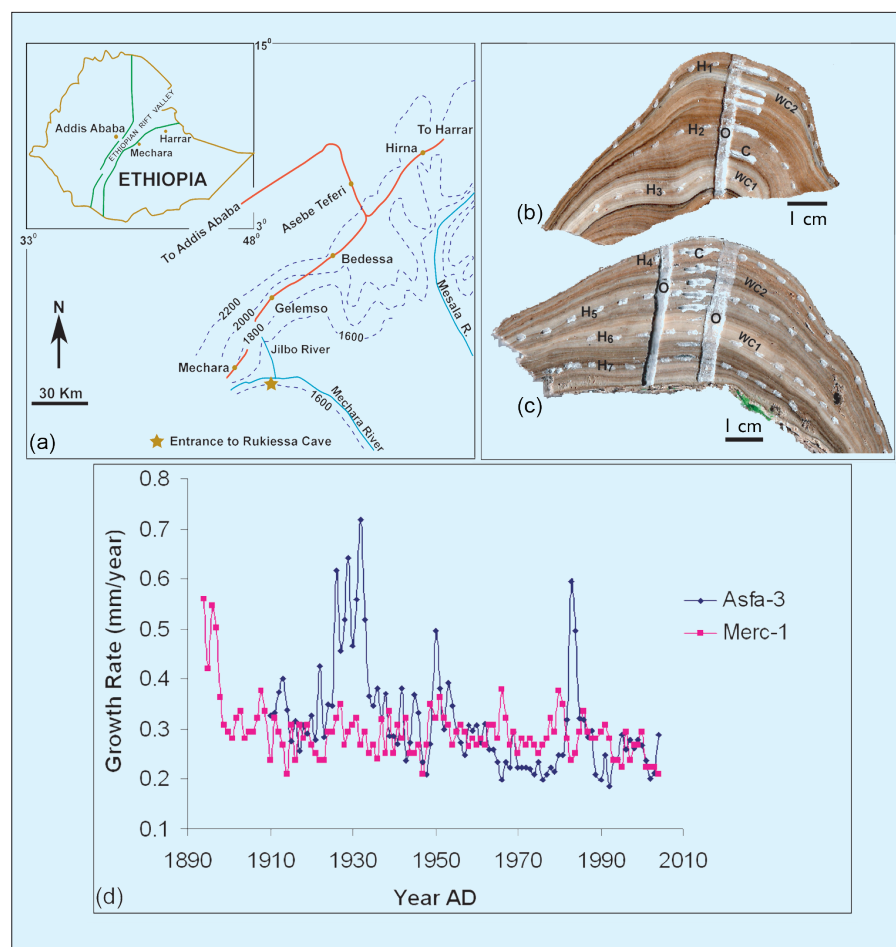 15⁰
Addis Ababa
ETHIOPIAN RIFT VALLEY
Harrar
Mechara
ETHIOPIA
33⁰
48⁰
3⁰
To Harrar
Hirna
Asebe Teferi
To Addis Ababa
Bedessa
Mesala R.
2200
2000
1800
1600
Gelemso
N
Jilbo River
Mechara
30 Km
1600
Mechara River
(a)
Entrance to Rukiessa Cave
H1
WC2
H2
O
C
H3
WC1
(b)
1 cm
H4
C
O
WC2
H5
O
H6
WC1
H7
(c)
1 cm
0.8
0.7
0.6
0.5
0.4
0.3
0.2
0.1
Growth Rate (mm/year)
Asfa-3
Merc-1
1890 1910 1930 1950 1970 1990 2010
(d)
Year AD